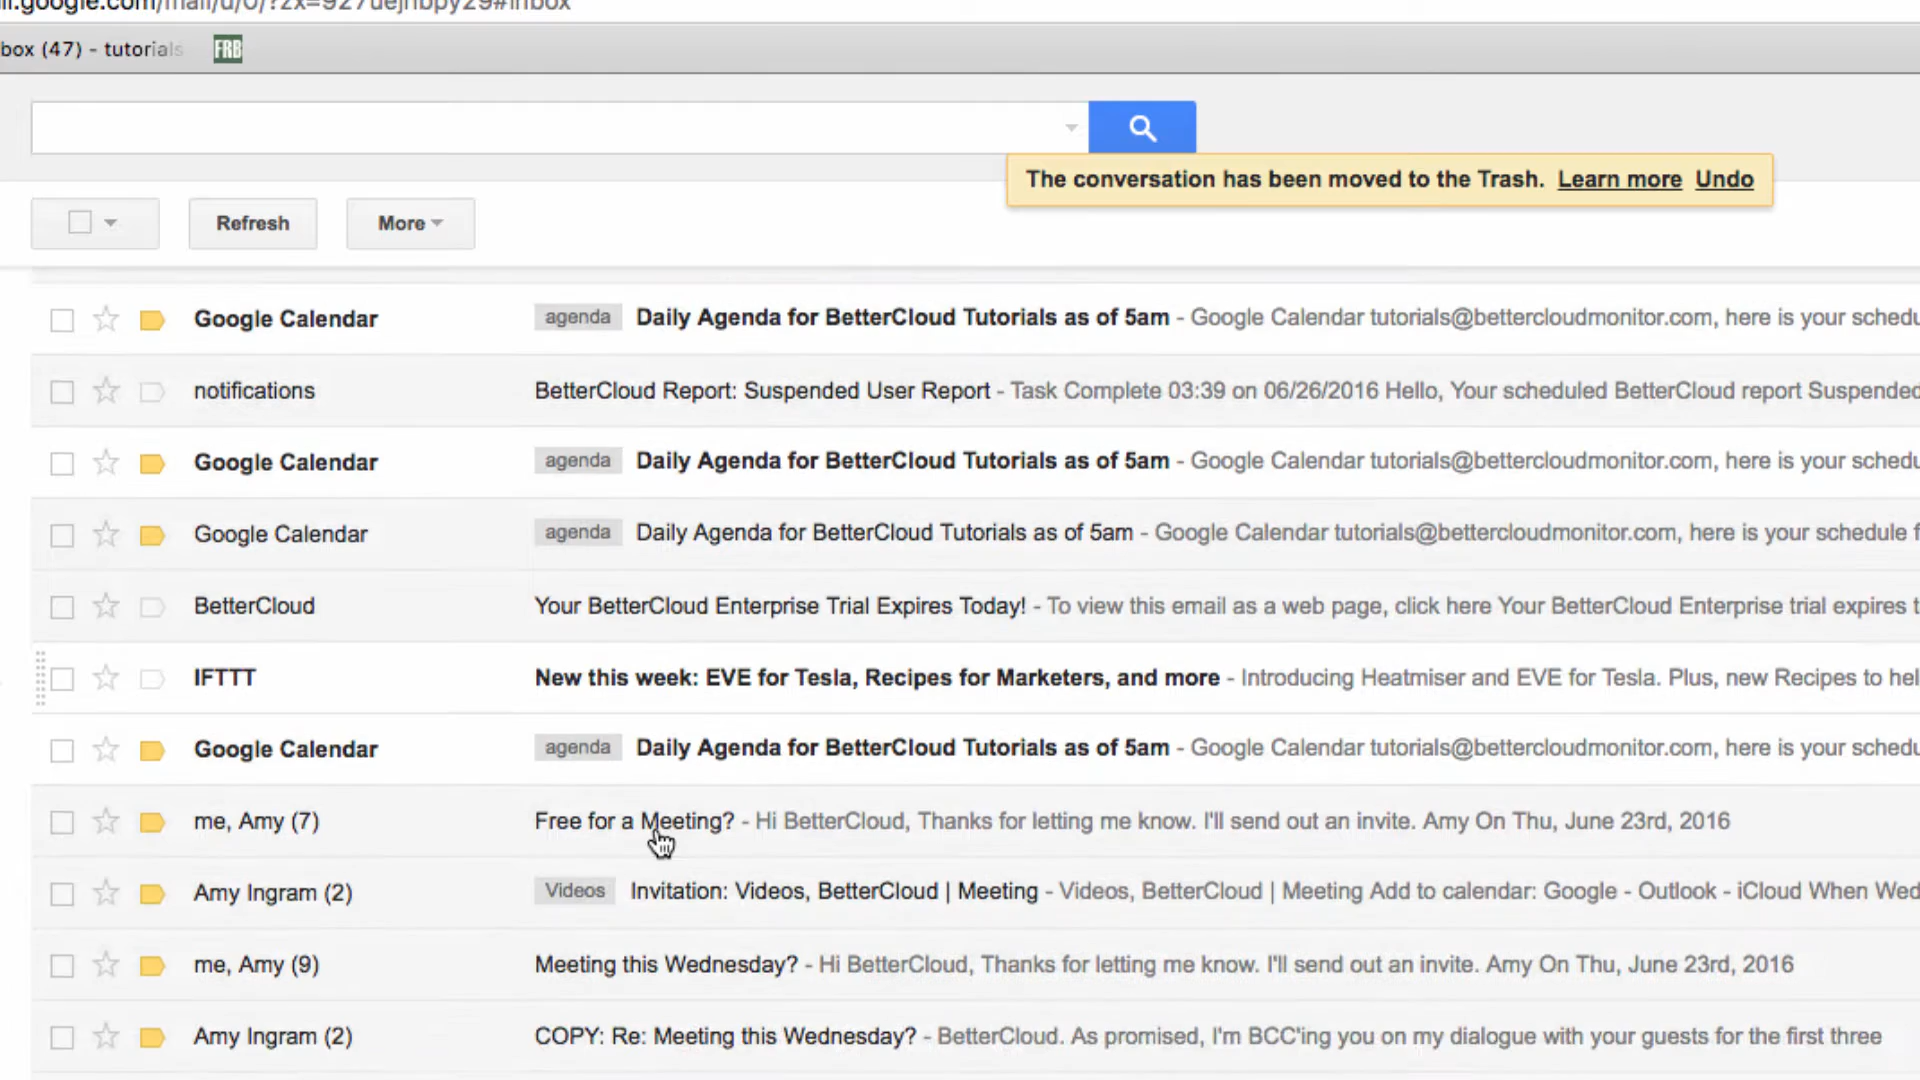 box (47) - tutorials FRB
The conversation has been moved to the Trash. Learn more Undo
Refresh More
Google Calendar agenda Daily Agenda for BetterCloud Tutorials as of 5am - Google Calendar tutorials@bettercloudmonitor.com, here is your schedu
notifications BetterCloud Report: Suspended User Report - Task Complete 03:39 on 06/26/2016 Hello, Your scheduled BetterCloud report Suspended
Google Calendar agenda Daily Agenda for BetterCloud Tutorials as of 5am - Google Calendar tutorials@bettercloudmonitor.com, here is your schedu
Google Calendar agenda Daily Agenda for BetterCloud Tutorials as of 5am - Google Calendar tutorials@bettercloudmonitor.com, here is your schedule f
BetterCloud Your BetterCloud Enterprise Trial Expires Today! - To view this email as a web page, click here Your BetterCloud Enterprise trial expires t
IFTTT New this week: EVE for Tesla, Recipes for Marketers, and more - Introducing Heatmiser and EVE for Tesla. Plus, new Recipes to hel
Google Calendar agenda Daily Agenda for BetterCloud Tutorials as of 5am - Google Calendar tutorials@bettercloudmonitor.com, here is your schedu
me, Amy (7) Free for a Meeting? - Hi BetterCloud, Thanks for letting me know. I'll send out an invite. Amy On Thu, June 23rd, 2016
Amy Ingram (2) Videos Invitation: Videos, BetterCloud | Meeting - Videos, BetterCloud | Meeting Add to calendar: Google - Outlook - iCloud When Wed
me, Amy (9) Meeting this Wednesday? - Hi BetterCloud, Thanks for letting me know. I'll send out an invite. Amy On Thu, June 23rd, 2016
Amy Ingram (2) COPY: Re: Meeting this Wednesday? - BetterCloud. As promised, I'm BCC'ing you on my dialogue with your guests for the first three